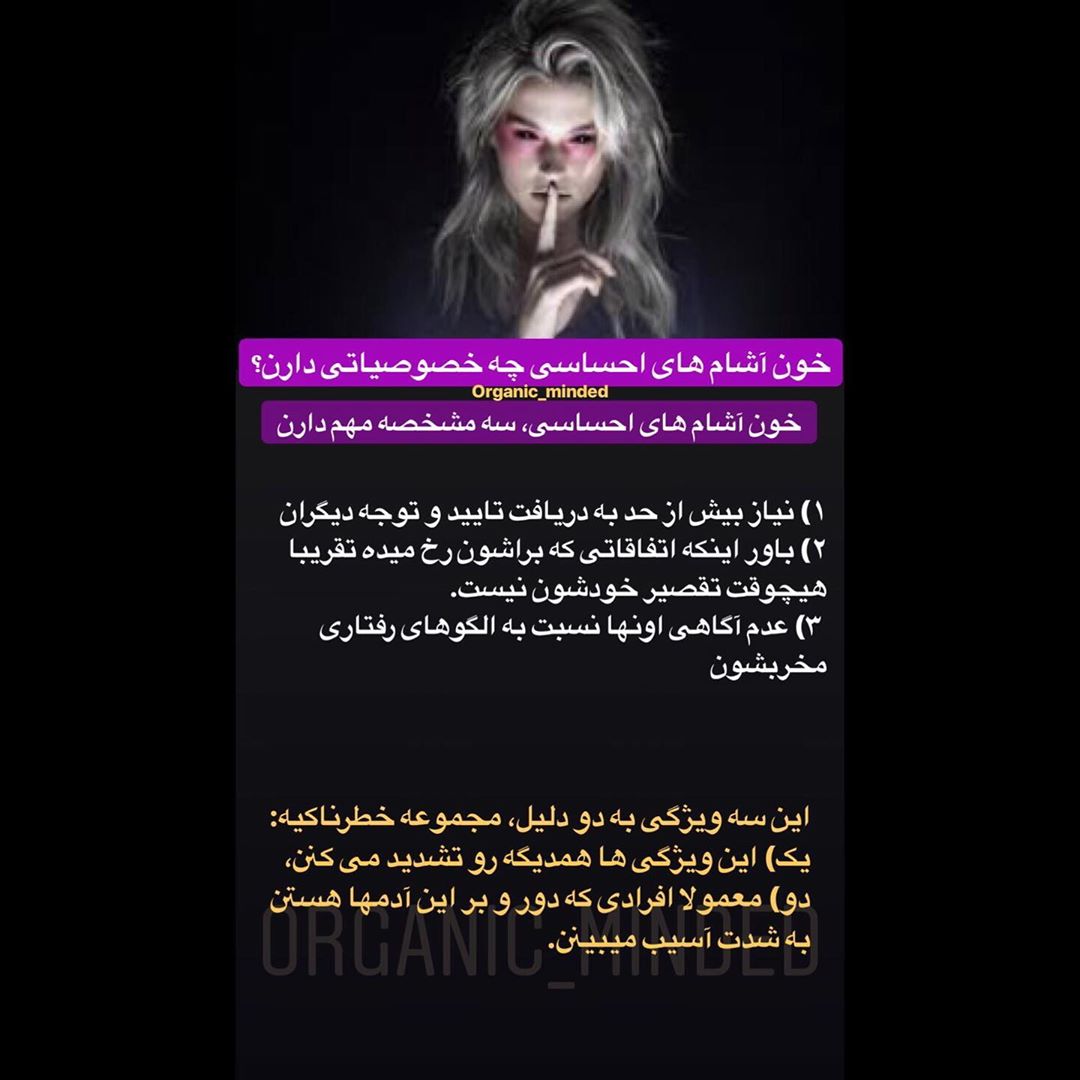 خون آشام های احساسی چه خصوصیاتی دارن؟
Organic_minded
خون آشام های احساسی، سه مشخصه مهم دارن
۱) نیاز بیش از حد به دریافت تایید و توجه دیگران
۲) باور اینکه اتفاقاتی که براشون رخ میده تقریبا
هیچوقت تقصیر خودشون نیست.
۳) عدم آگاهی اونها نسبت به الگوهای رفتاری
مخربشون
این سه ویژگی به دو دلیل، مجموعه خطرناکیه:
یک) این ویژگی ها همدیگه رو تشدید می کنن،
دو) معمولا افرادی که دور و بر این آدمها هستن
به شدت آسیب میبینن.
ORGANIC_MINDED